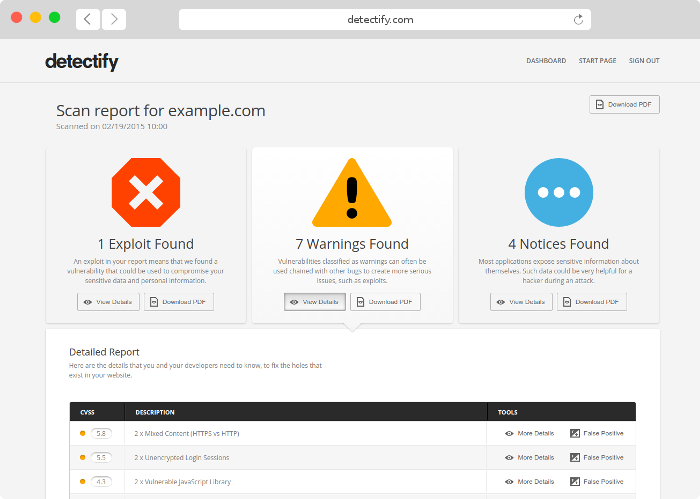 detectify.com
detectify
DASHBOARD START PAGE SIGN OUT
Scan report for example.com
Scanned on 02/19/2015 10:00
Download PDF
1 Exploit Found
An exploit in your report means that we found a
vulnerability that could be used to compromise your
sensitive data and personal information.
View Details Download PDF
7 Warnings Found
Vulnerabilities classified as warnings can often be
used chained with other bugs to create more serious
issues, such as exploits.
View Details Download PDF
4 Notices Found
Most applications expose sensitive information about
themselves. Such data could be very helpful for a
hacker during an attack.
View Details Download PDF
Detailed Report
Here are the details that you and your developers need to know, to fix the holes that
exist in your website.
CVSS DESCRIPTION TOOLS
5.8 2 x Mixed Content (HTTPS vs HTTP) More Details False Positive
5.5 2 x Unencrypted Login Sessions More Details False Positive
4.3 2 x Vulnerable JavaScript Library More Details False Positive